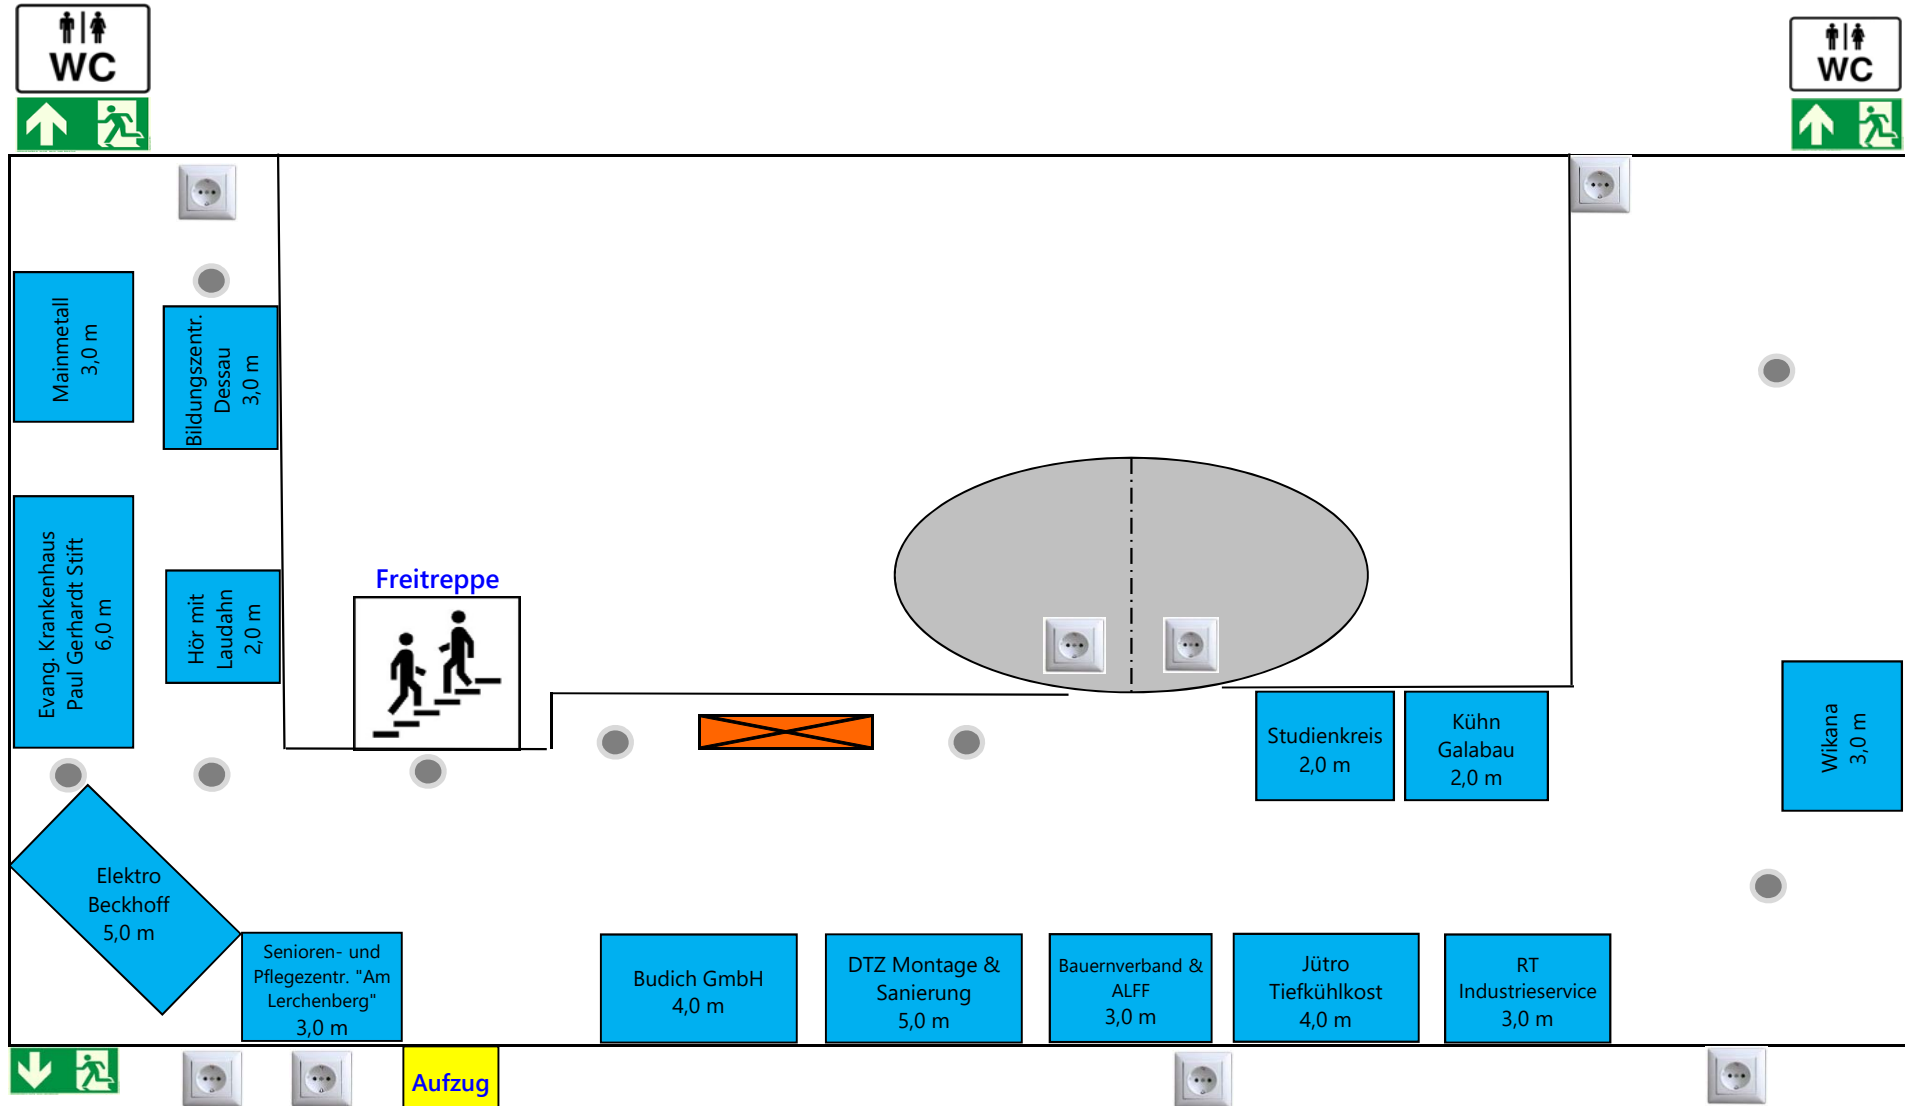 WC
WC
Mainmetall
3,0 m
Bildungszentr.
Dessau
3,0 m
Evang. Krankenhaus
Paul Gerhardt Stift
6,0 m
Hör mit
Laudahn
2,0 m
Freitreppe
Studienkreis
2,0 m
Kühn
Galabau
2,0 m
Wikana
3,0 m
Elektro
Beckhoff
5,0 m
Senioren- und
Pflegezentr. "Am
Lerchenberg"
3,0 m
Budich GmbH
4,0 m
DTZ Montage &
Sanierung
5,0 m
Bauernverband &
ALFF
3,0 m
Jütro
Tiefkühlkost
4,0 m
RT
Industrieservice
3,0 m
Aufzug